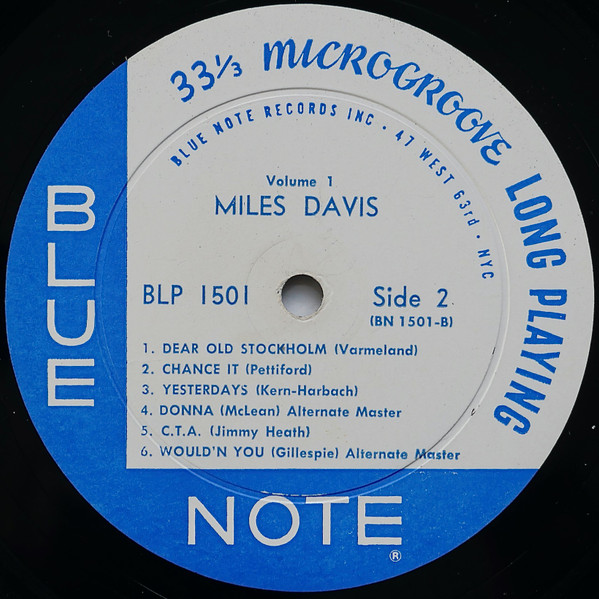 33⅓ MICROGROOVE LONG PLAYING
BLUE NOTE RECORDS INC • 47 WEST 63rd • NYC
Volume 1
MILES DAVIS
BLP 1501
Side 2
(BN 1501-B)
1. DEAR OLD STOCKHOLM (Varmeland)
2. CHANCE IT (Pettiford)
3. YESTERDAYS (Kern-Harbach)
4. DONNA (McLean) Alternate Master
5. C.T.A. (Jimmy Heath)
6. WOULD'N YOU (Gillespie) Alternate Master
BLUE
NOTE
®